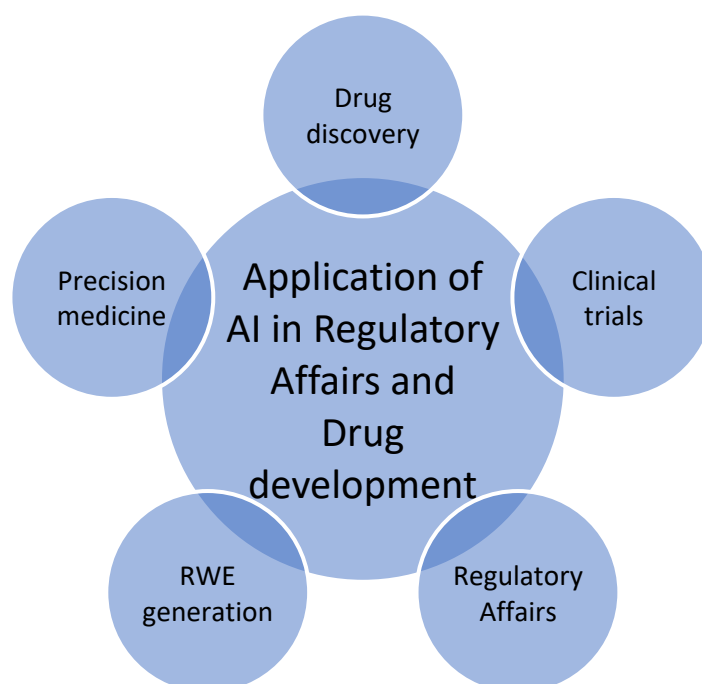 Drug
discovery
Precision
medicine
Application of
AI in Regulatory
Affairs and
Drug
development
Clinical
trials
RWE
generation
Regulatory
Affairs